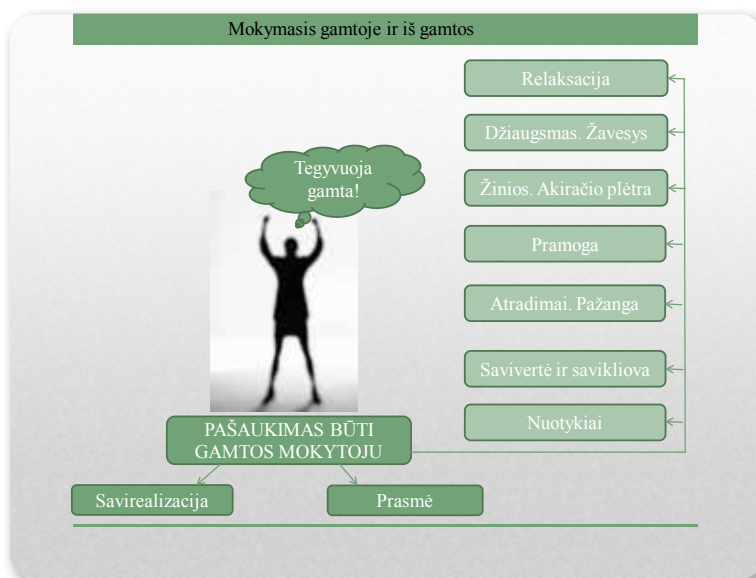 Mokymasis gamtoje ir iš gamtos
Relaksacija
Džiaugsmas. Žavesys
Tegyvuoja
gamta!
Žinios. Akiračio plėtra
Pramoga
Atradimai. Pažanga
Savivertė ir savikliova
Nuotykiai
PAŠAUKIMAS BŪTI
GAMTOS MOKYTOJU
Savirealizacija
Prasmė